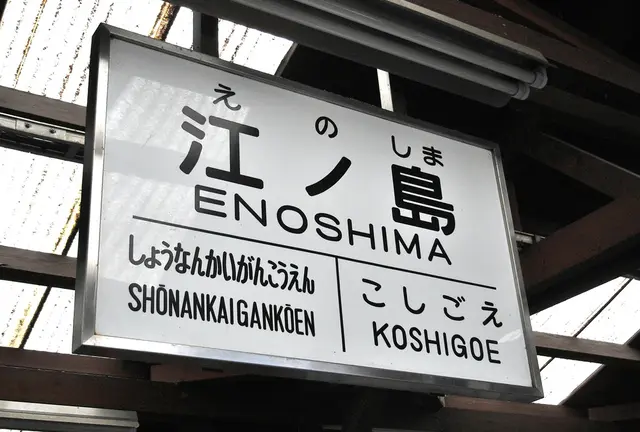 えのしま
江ノ島
ENOSHIMA
しょうなんかいがんこうえん
SHŌNANKAIGANKŌEN
こしごえ
KOSHIGOE